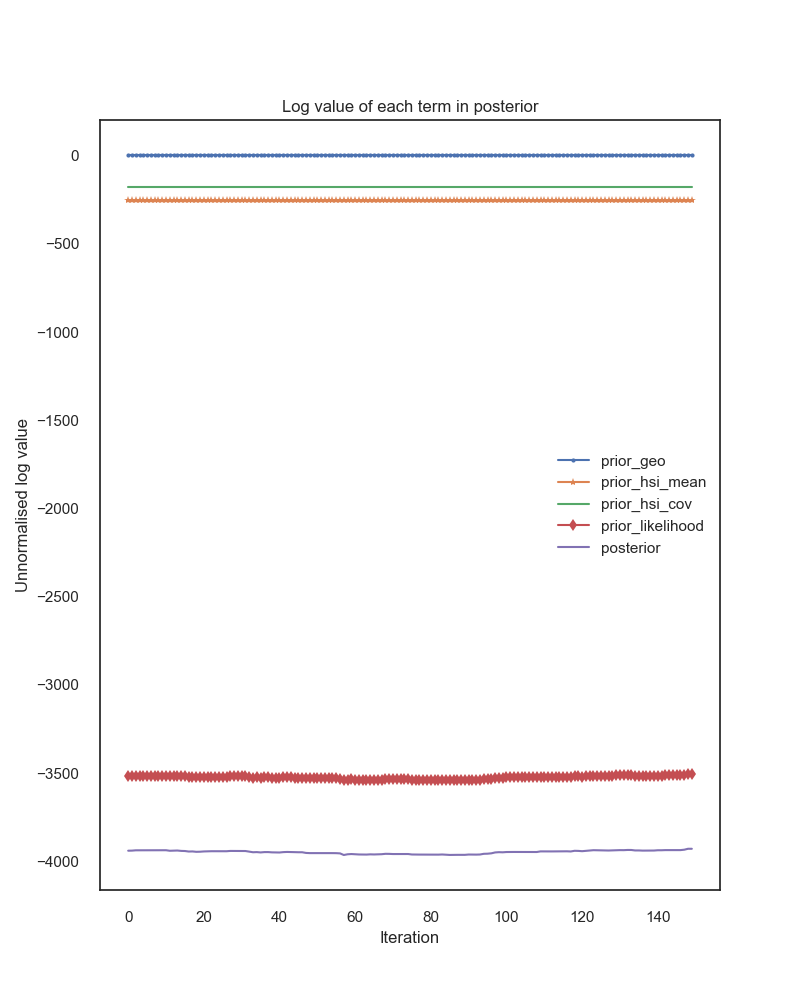 Log value of each term in posterior
Unnormalised log value
0
−500
−1000
−1500
−2000
−2500
−3000
−3500
−4000
prior_geo
prior_hsi_mean
prior_hsi_cov
prior_likelihood
posterior
0 20 40 60 80 100 120 140
Iteration